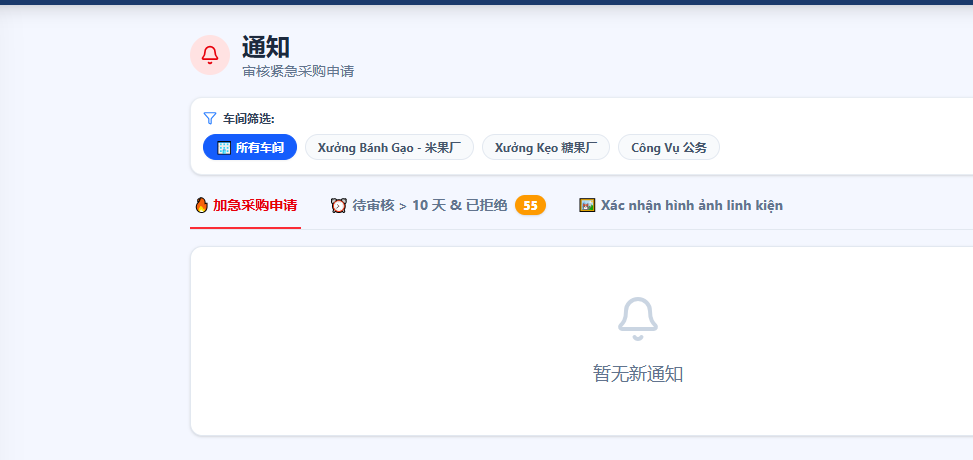 通知
审核紧急采购申请
车间筛选:
所有车间 Xưởng Bánh Gạo - 米果厂 Xưởng Kẹo 糖果厂 Công Vụ 公务
加急采购申请 待审核 > 10 天 & 已拒绝 55 Xác nhận hình ảnh linh kiện
暂无新通知